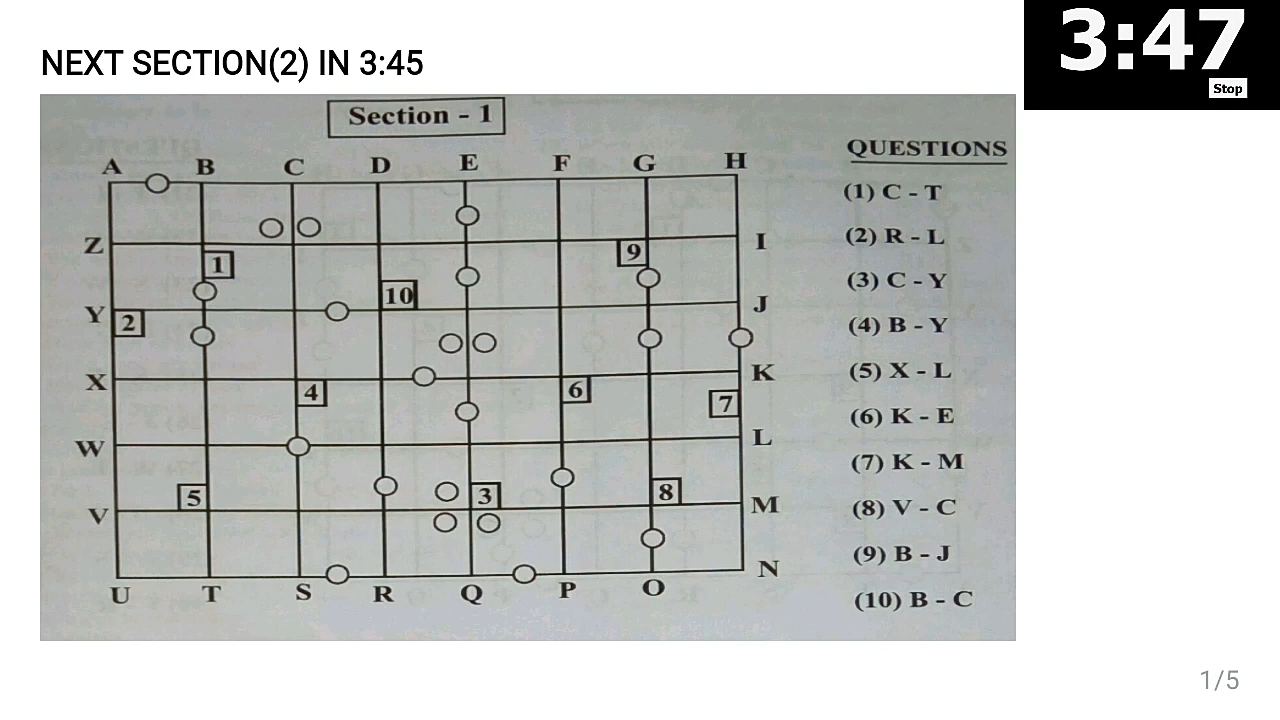 3:47
Stop
NEXT SECTION(2) IN 3:45
Section - 1
QUESTIONS
A B C D E F G H
Z I
Y J
X K
W L
V M
U T S R Q P O N
1
2
3
4
5
6
7
8
9
10
(1) C - T
(2) R - L
(3) C - Y
(4) B - Y
(5) X - L
(6) K - E
(7) K - M
(8) V - C
(9) B - J
(10) B - C
1/5